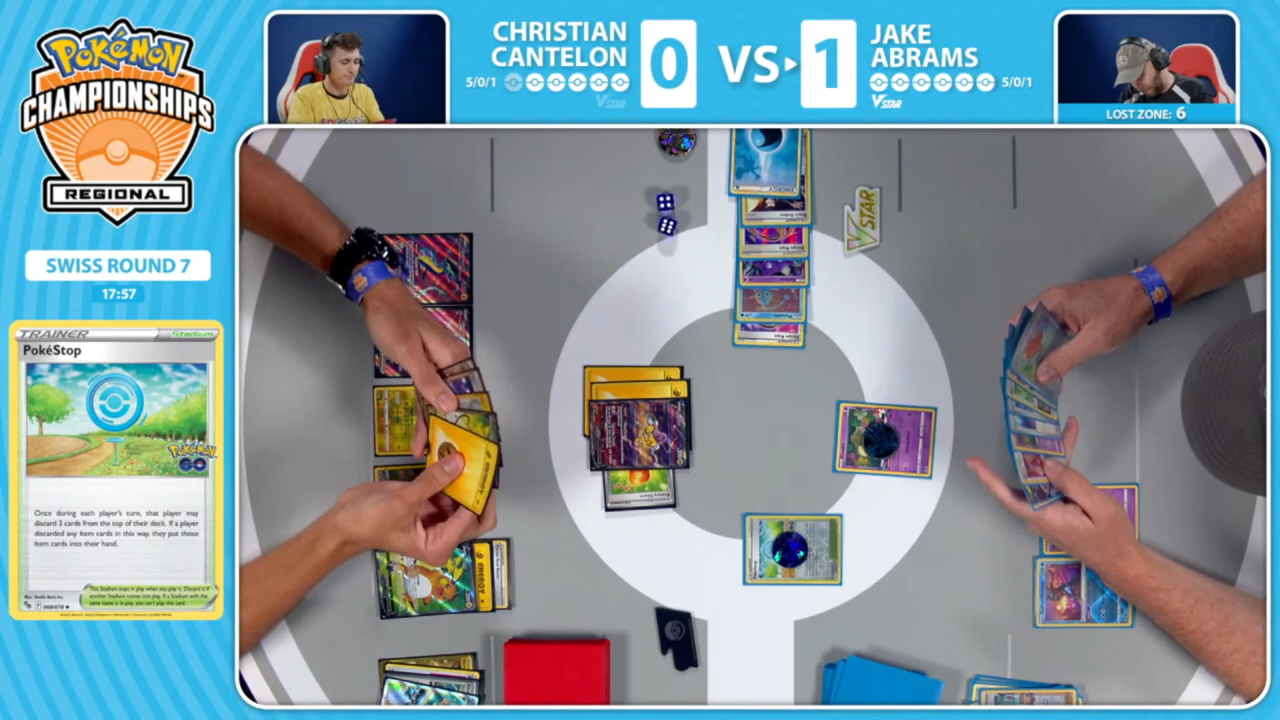 Pokémon
CHAMPIONSHIPS
REGIONAL
SWISS ROUND 7
17:57
TRAINER
Stadium
PokéStop
POKÉMON
GO
Once during each player's turn, that player may
discard 3 cards from the top of their deck. If a player
discarded any Item cards in this way, they put those
Item cards into their hand.
This Stadium stays in play when you play it. Discard it if
another Stadium comes into play. If a Stadium with the
same name is in play, you can't play this card.
068/078
CHRISTIAN
CANTELON
5/0/1
VSTAR
0
VS
1
JAKE
ABRAMS
5/0/1
VSTAR
LOST ZONE: 6
VSTAR
ENERGY
ENERGY